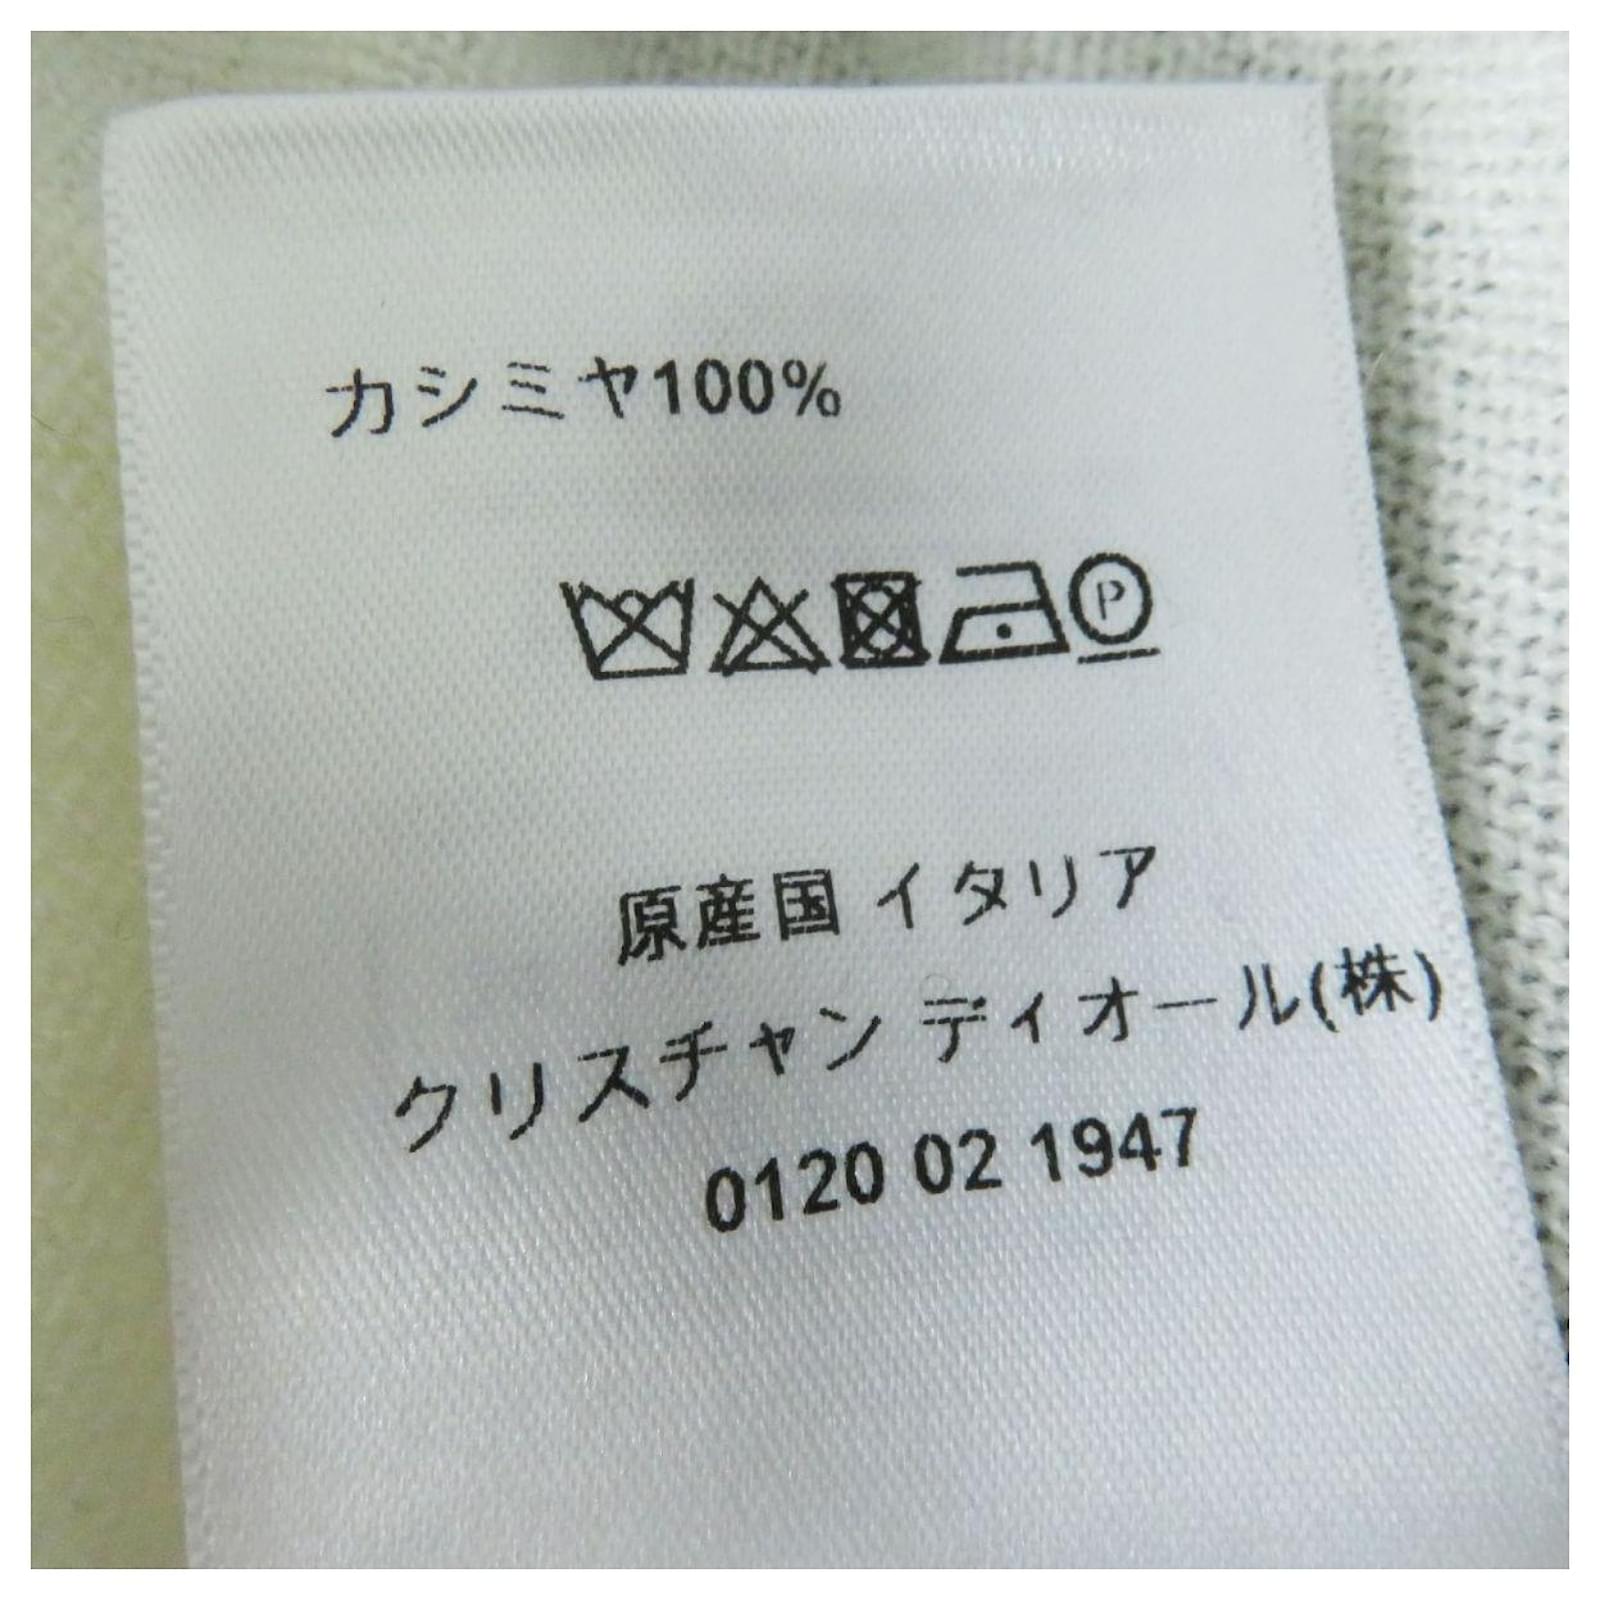 カシミヤ100%
P
原産国 イタリア
クリスチャン ディオール(株)
0120 02 1947